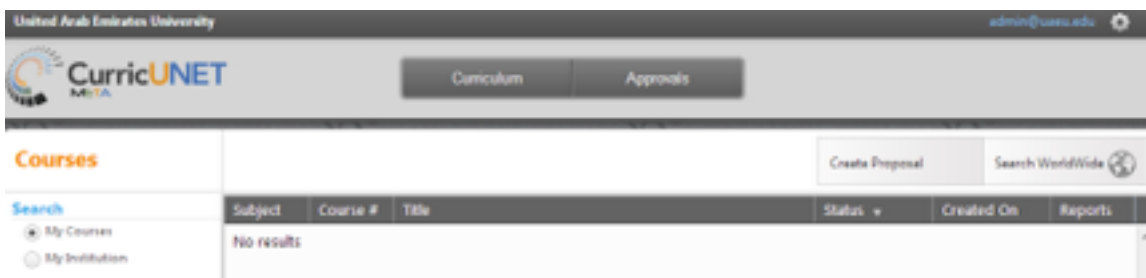 United Arab Emirates University admin@uaeu.edu
CurricUNET
META
Curriculum Approvals
Courses
Create Proposal Search WorldWide
Search
Subject Course # Title Status Created On Reports
My Courses
No results
My Institution